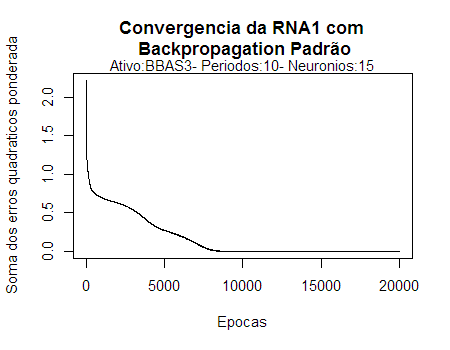 Convergencia da RNA1 com
Backpropagation Padrão
Ativo:BBAS3- Periodos:10- Neuronios:15
Soma dos erros quadraticos ponderada
2.0
1.5
1.0
0.5
0.0
0 5000 10000 15000 20000
Epocas